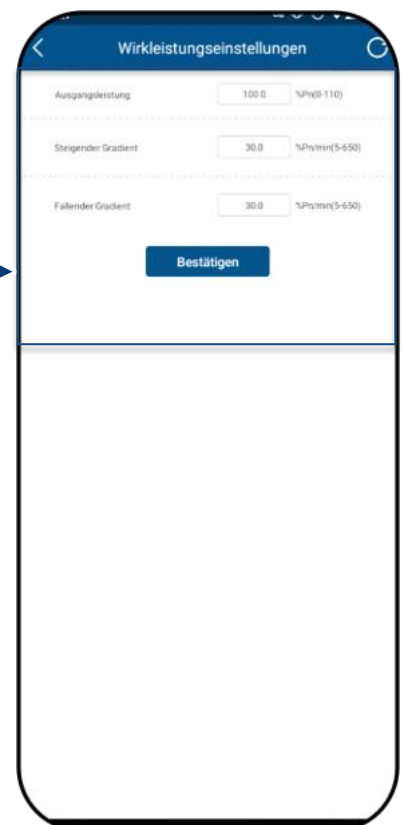 Wirkleistungseinstellungen
Ausgangsleistung 100.0 %Pn(0-110)
Steigender Gradient 30.0 %Pn/min(5-650)
Fallender Gradient 30.0 %Pn/min(5-650)
Bestätigen